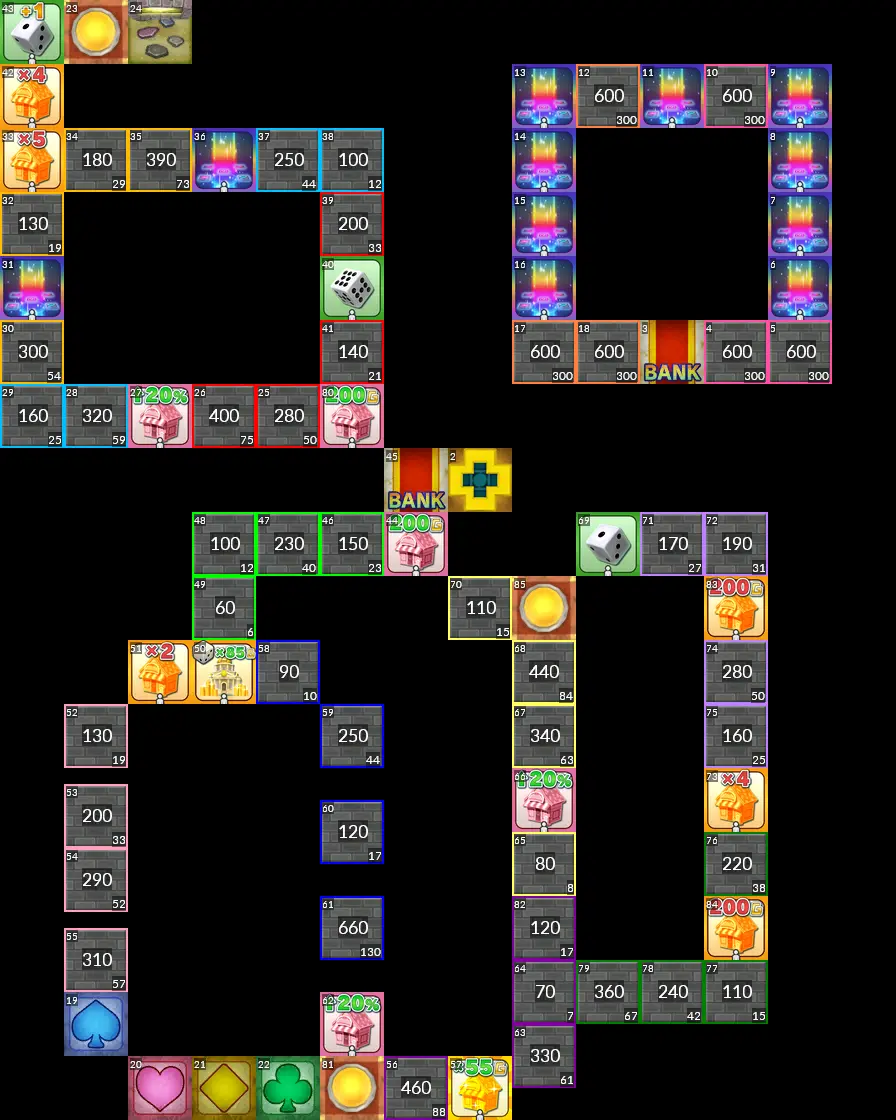 43 +1 23 24
42 ×4 13 12 600 300 11 10 600 300 9
33 ×5 34 180 29 35 390 73 36 37 250 44 38 100 12 14 8
32 130 19 39 200 33 15 7
31 40 16 6
30 300 54 41 140 21 17 600 300 18 600 300 3 BANK 4 600 300 5 600 300
29 160 25 28 320 59 27 20% 26 400 75 25 280 50 80 200G
45 BANK 2
48 100 12 47 230 40 46 150 23 44 200G 69 71 170 27 72 190 31
49 60 6 70 110 15 85 83 200G
51 ×2 50 ×85G 58 90 10 68 440 84 74 280 50
52 130 19 59 250 44 67 340 63 75 160 25
53 200 33 60 120 17 66 20% 73 ×4
54 290 52 65 80 8 76 220 38
55 310 57 61 660 130 82 120 17 84 200G
19 62 20% 64 70 7 79 360 67 78 240 42 77 110 15
20 21 22 81 56 460 88 57 ×55G 63 330 61